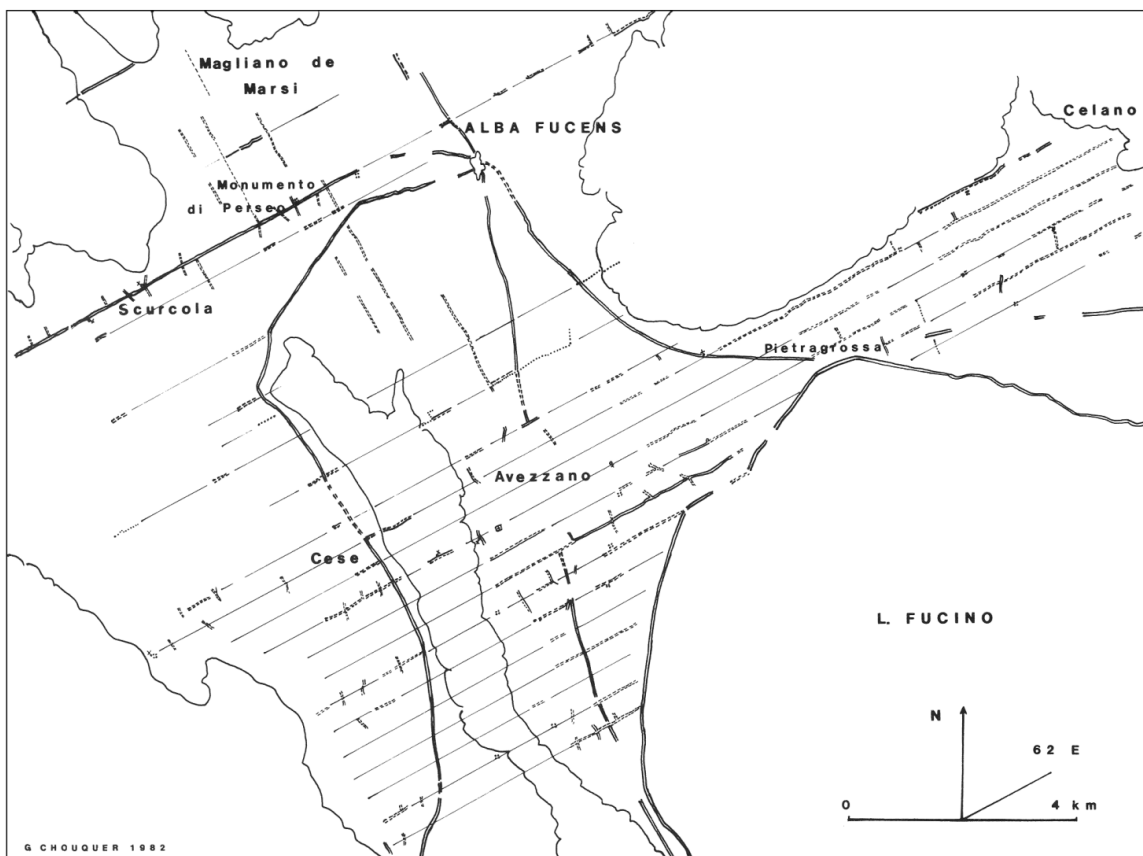 Magliano de
Marsi
ALBA FUCENS
Celano
Monumento
di Perseo
Scurcola
Pietragrossa
Avezzano
Cese
L. FUCINO
N
62 E
0 4 km
G CHOUQUER 1982